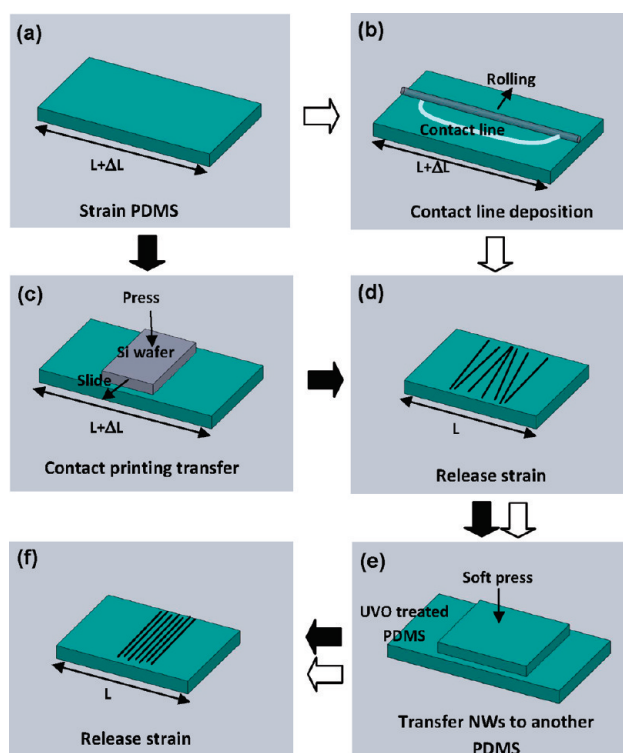 (a)
L+ΔL
Strain PDMS
(b)
Rolling
Contact line
L+ΔL
Contact line deposition
(c)
Press
Si wafer
Slide
L+ΔL
Contact printing transfer
(d)
L
Release strain
(f)
L
Release strain
(e)
Soft press
UVO treated
PDMS
Transfer NWs to another
PDMS